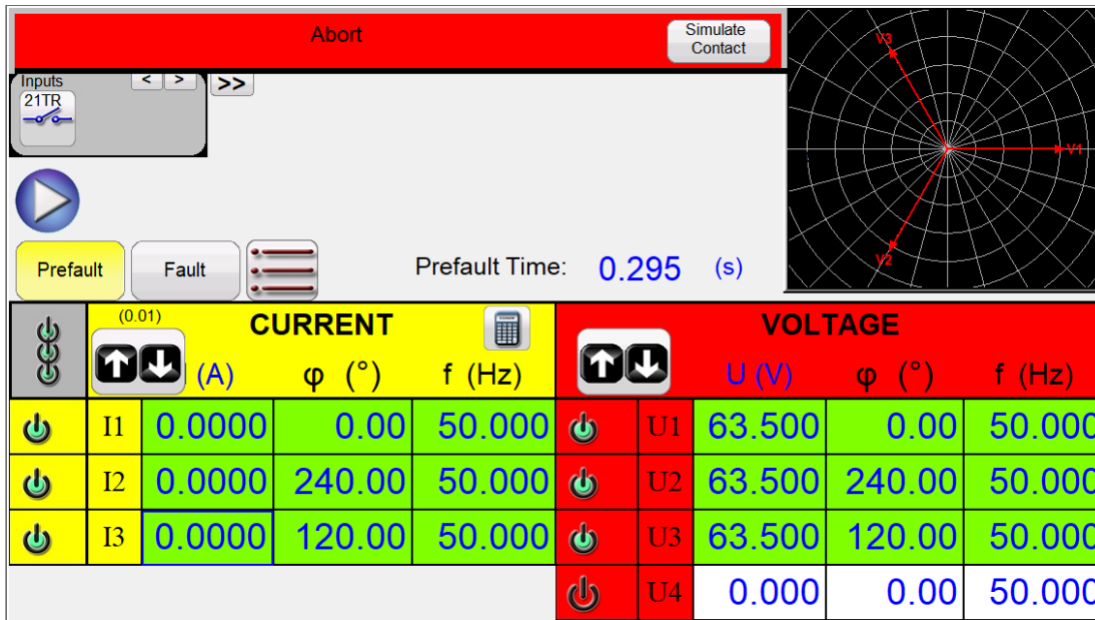 Abort
Simulate
Contact
Inputs < > >>
21TR
V3
V1
V2
Prefault Fault Prefault Time: 0.295 (s)
(0.01) CURRENT VOLTAGE
(A) φ (°) f (Hz) U (V) φ (°) f (Hz)
I1 0.0000 0.00 50.000 U1 63.500 0.00 50.000
I2 0.0000 240.00 50.000 U2 63.500 240.00 50.000
I3 0.0000 120.00 50.000 U3 63.500 120.00 50.000
U4 0.000 0.00 50.000